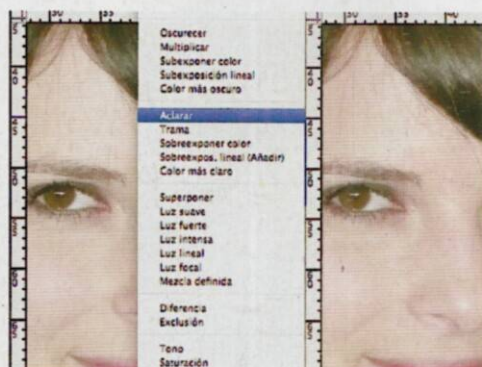 Oscurecer
Multiplicar
Subexponer color
Subexposición lineal
Color más oscuro
Aclarar
Trama
Sobreexponer color
Sobreexpos. lineal (Añadir)
Color más claro
Superponer
Luz suave
Luz fuerte
Luz intensa
Luz lineal
Luz focal
Mezcla definida
Diferencia
Exclusión
Tono
Saturación